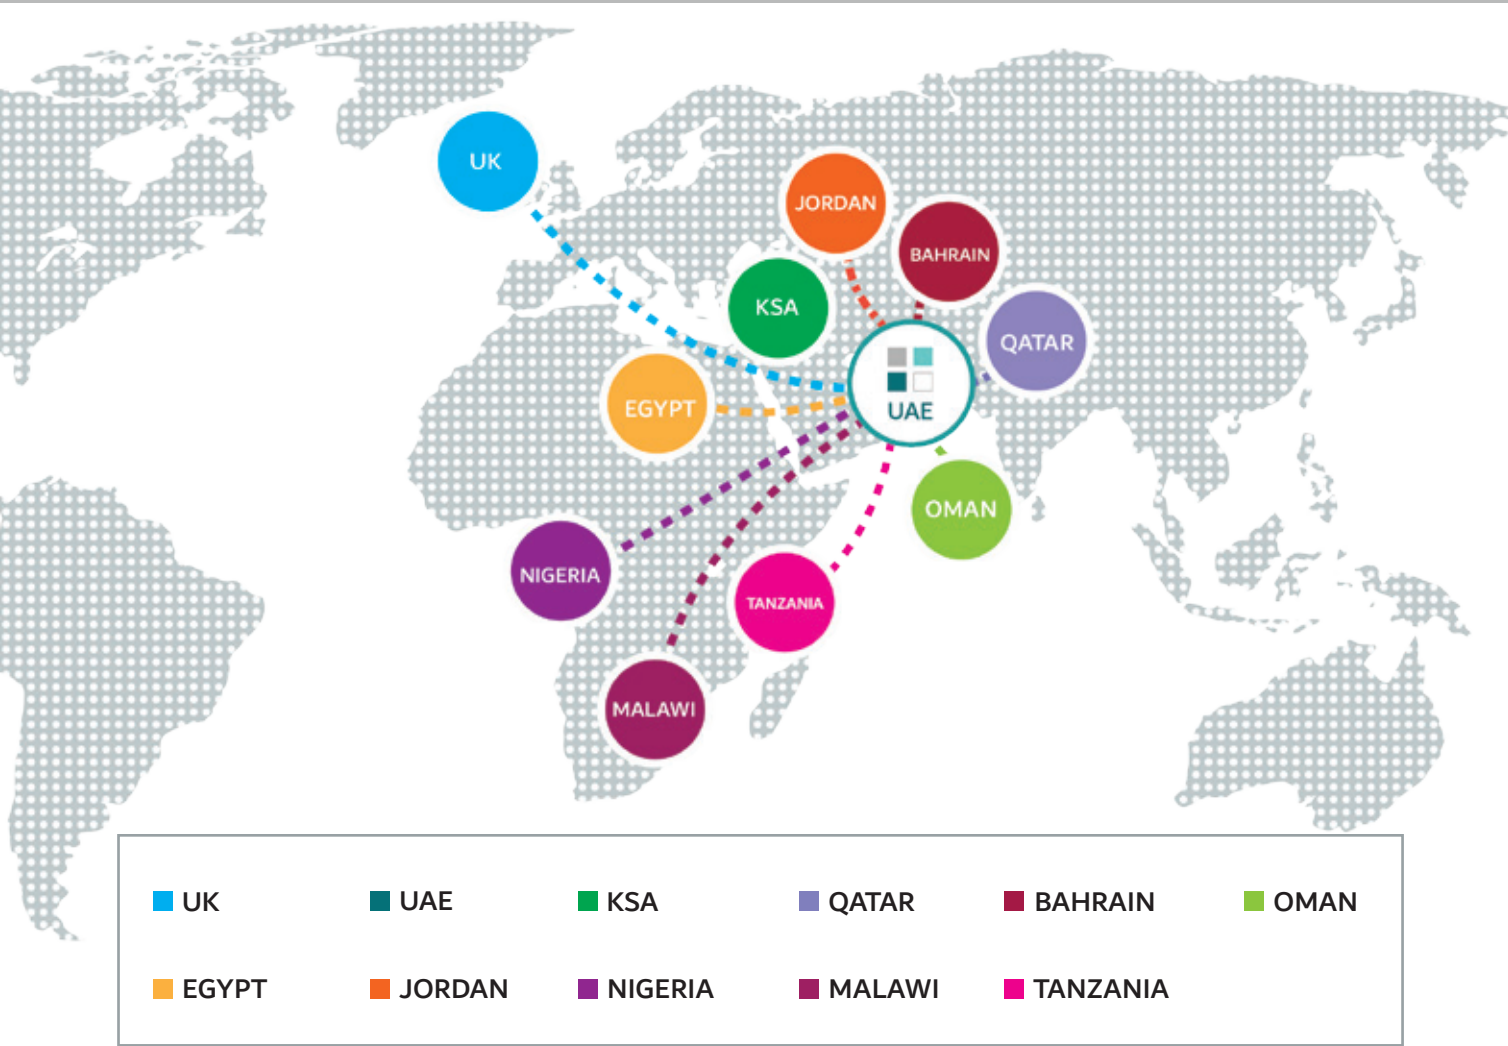 UK
JORDAN
BAHRAIN
KSA
QATAR
EGYPT
UAE
OMAN
NIGERIA
TANZANIA
MALAWI
UK UAE KSA QATAR BAHRAIN OMAN
EGYPT JORDAN NIGERIA MALAWI TANZANIA